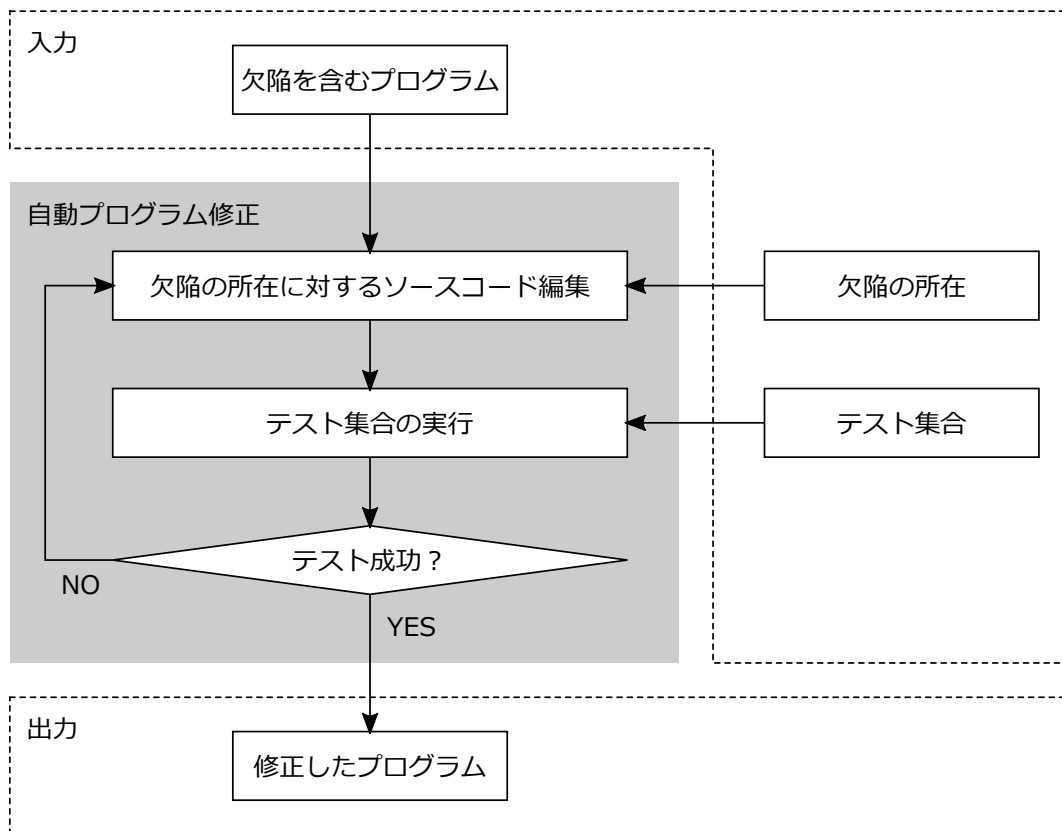 入力
欠陥を含むプログラム
自動プログラム修正
欠陥の所在に対するソースコード編集
欠陥の所在
テスト集合の実行
テスト集合
テスト成功？
NO
YES
出力
修正したプログラム